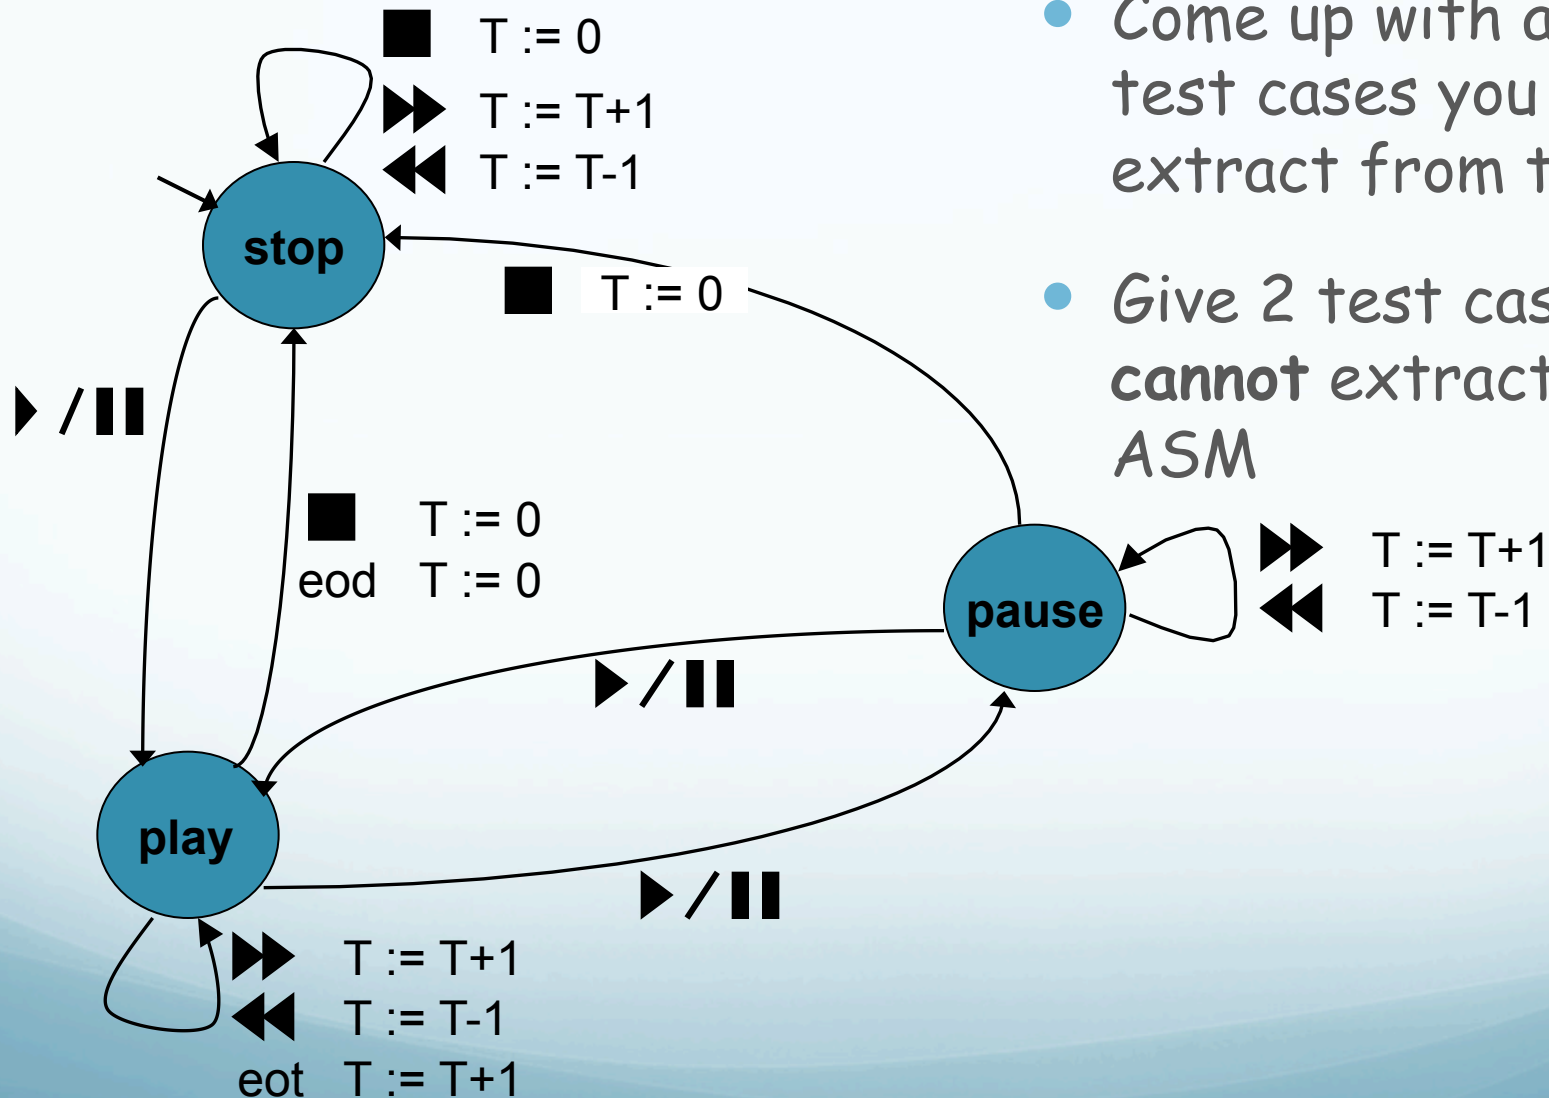 T := 0
T := T+1
T := T-1
stop
T := 0
/
T := 0
eod T := 0
pause
T := T+1
T := T-1
/
play
/
T := T+1
T := T-1
eot T := T+1
Come up with a
test cases you
extract from t
Give 2 test cas
cannot extract
ASM